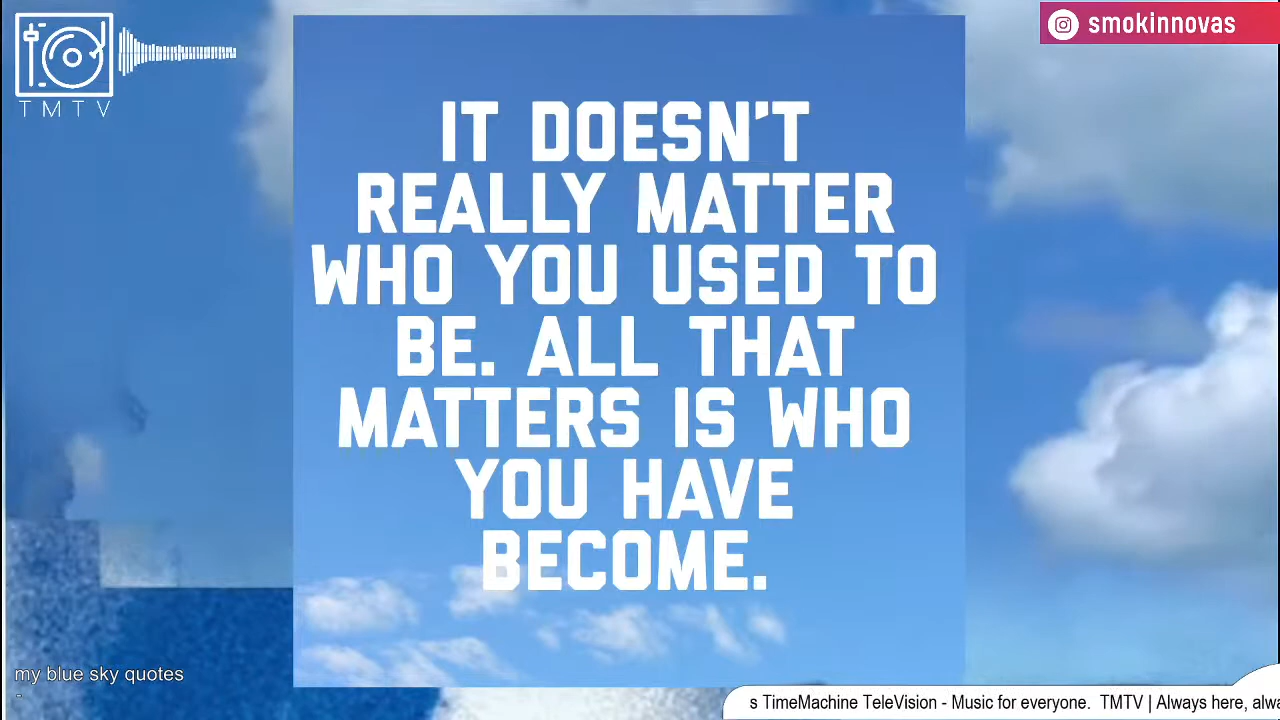 TMTV
smokinnovas
IT DOESN'T
REALLY MATTER
WHO YOU USED TO
BE. ALL THAT
MATTERS IS WHO
YOU HAVE
BECOME.
my blue sky quotes
-
s TimeMachine TeleVision - Music for everyone.  TMTV | Always here, alwa